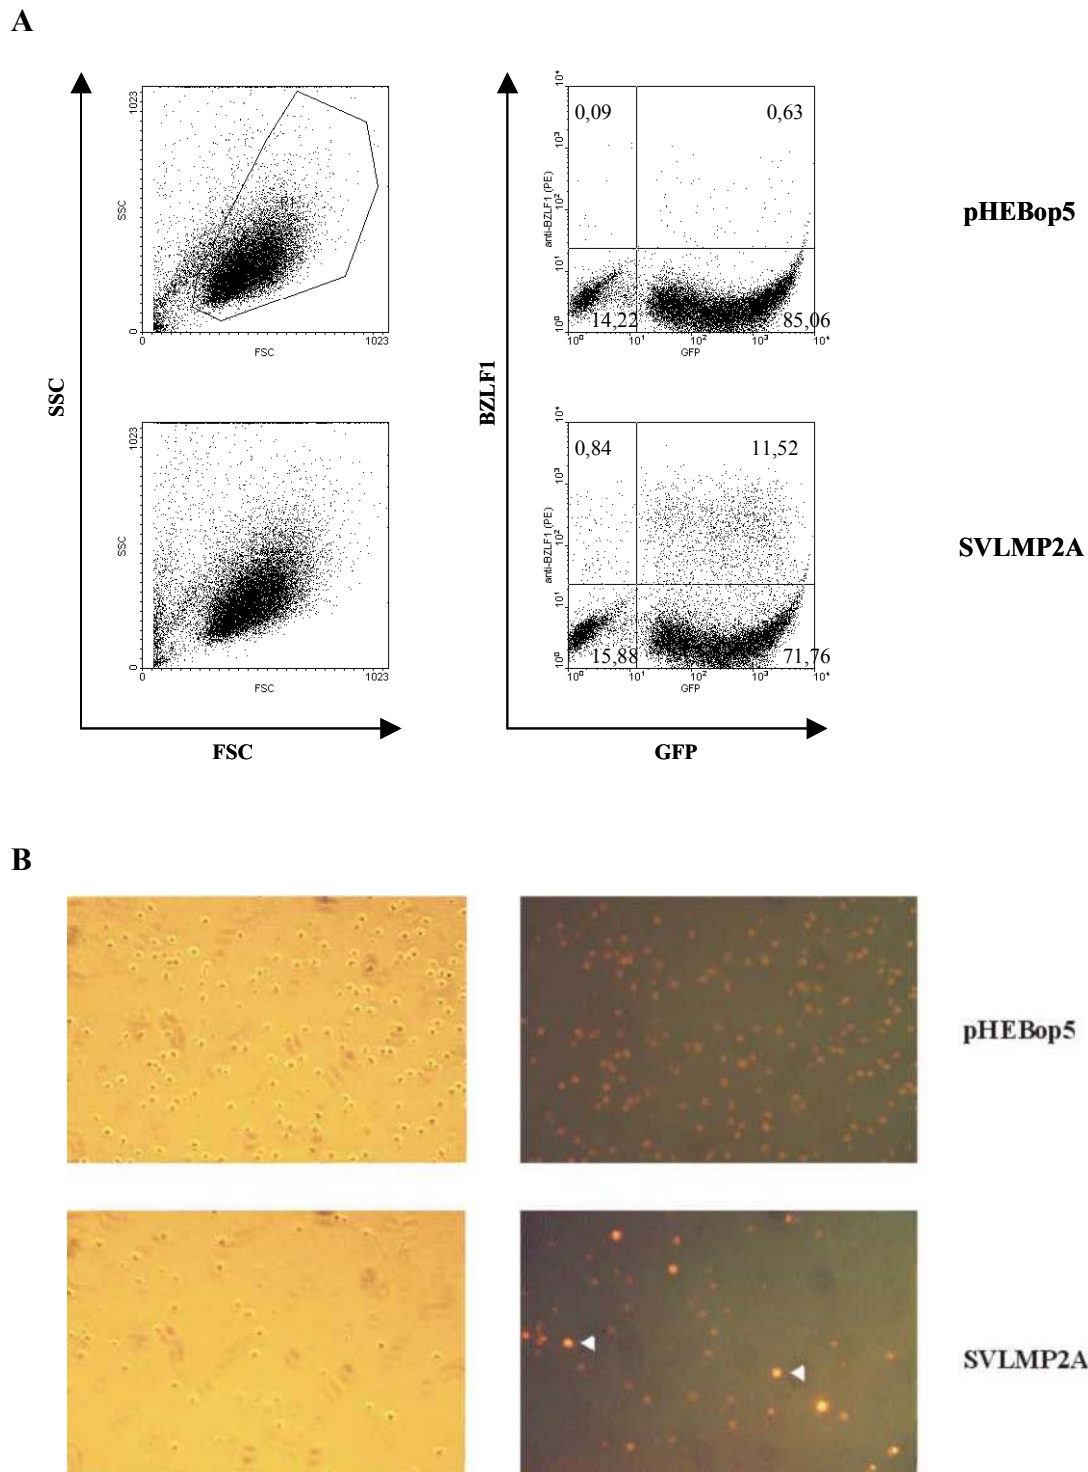 A
1023
SSC
0
R1
0
FSC
1023
10⁴
10³
10²
10¹
10⁰
anti-BZLF1 (PE)
0,09
0,63
14,22
85,06
10⁰
10¹
10²
10³
10⁴
GFP
pHEBop5
SSC
BZLF1
1023
SSC
0
0
FSC
1023
10⁴
10³
10²
10¹
10⁰
anti-BZLF1 (PE)
0,84
11,52
15,88
71,76
10⁰
10¹
10²
10³
10⁴
GFP
SVLMP2A
FSC
GFP
B
pHEBop5
SVLMP2A